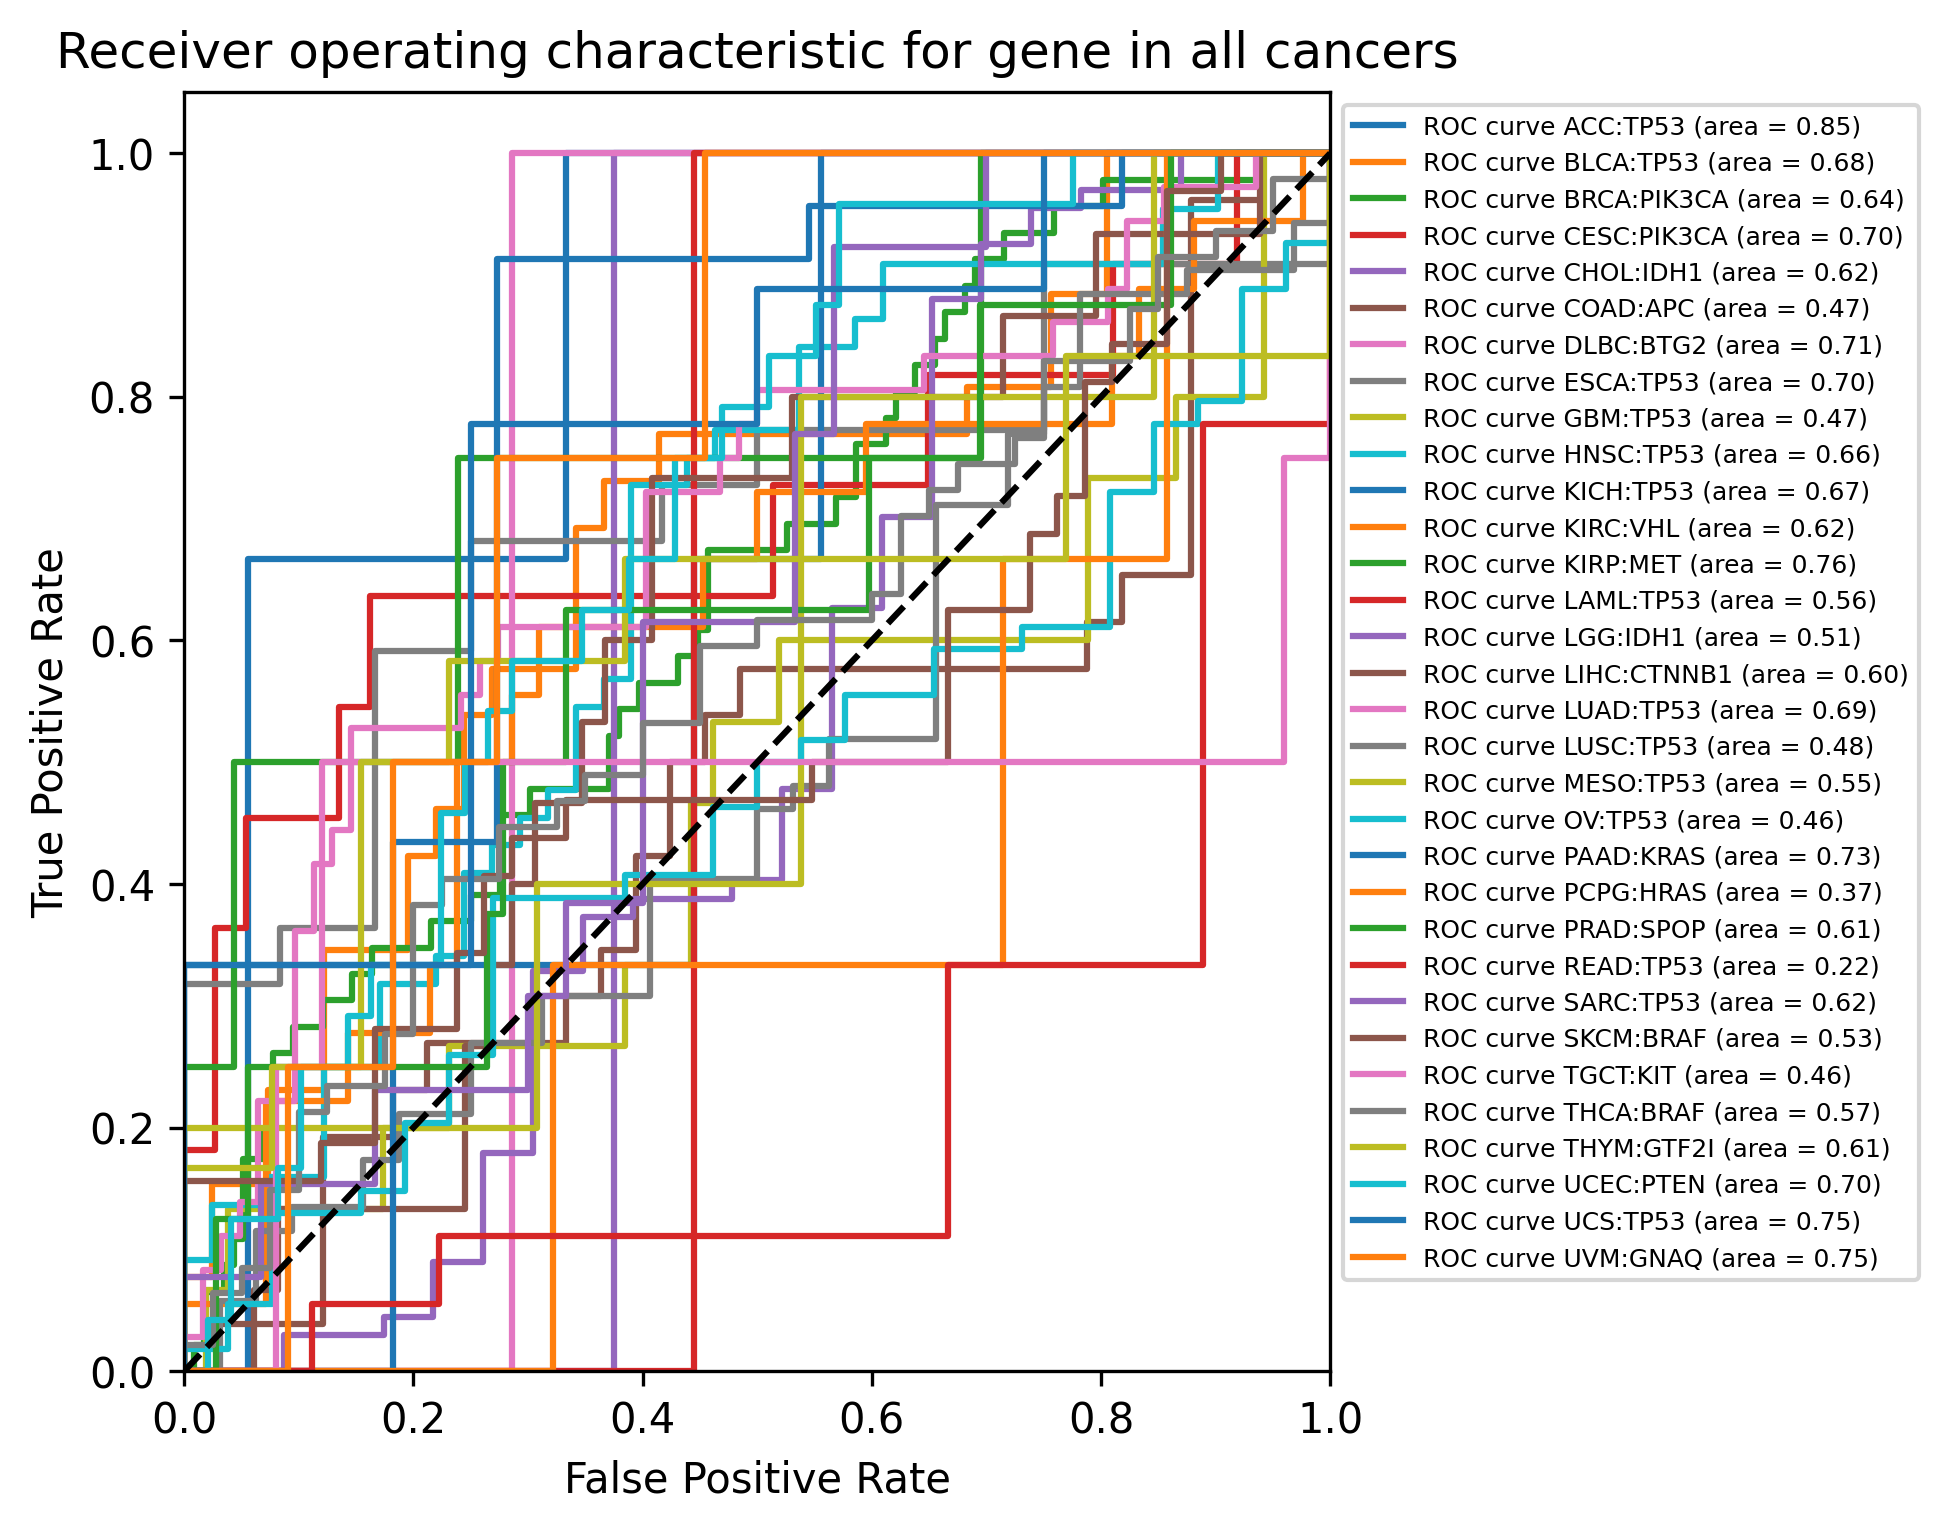 Receiver operating characteristic for gene in all cancers
True Positive Rate
1.0
0.8
0.6
0.4
0.2
0.0
0.0 0.2 0.4 0.6 0.8 1.0
False Positive Rate
ROC curve ACC:TP53 (area = 0.85)
ROC curve BLCA:TP53 (area = 0.68)
ROC curve BRCA:PIK3CA (area = 0.64)
ROC curve CESC:PIK3CA (area = 0.70)
ROC curve CHOL:IDH1 (area = 0.62)
ROC curve COAD:APC (area = 0.47)
ROC curve DLBC:BTG2 (area = 0.71)
ROC curve ESCA:TP53 (area = 0.70)
ROC curve GBM:TP53 (area = 0.47)
ROC curve HNSC:TP53 (area = 0.66)
ROC curve KICH:TP53 (area = 0.67)
ROC curve KIRC:VHL (area = 0.62)
ROC curve KIRP:MET (area = 0.76)
ROC curve LAML:TP53 (area = 0.56)
ROC curve LGG:IDH1 (area = 0.51)
ROC curve LIHC:CTNNB1 (area = 0.60)
ROC curve LUAD:TP53 (area = 0.69)
ROC curve LUSC:TP53 (area = 0.48)
ROC curve MESO:TP53 (area = 0.55)
ROC curve OV:TP53 (area = 0.46)
ROC curve PAAD:KRAS (area = 0.73)
ROC curve PCPG:HRAS (area = 0.37)
ROC curve PRAD:SPOP (area = 0.61)
ROC curve READ:TP53 (area = 0.22)
ROC curve SARC:TP53 (area = 0.62)
ROC curve SKCM:BRAF (area = 0.53)
ROC curve TGCT:KIT (area = 0.46)
ROC curve THCA:BRAF (area = 0.57)
ROC curve THYM:GTF2I (area = 0.61)
ROC curve UCEC:PTEN (area = 0.70)
ROC curve UCS:TP53 (area = 0.75)
ROC curve UVM:GNAQ (area = 0.75)